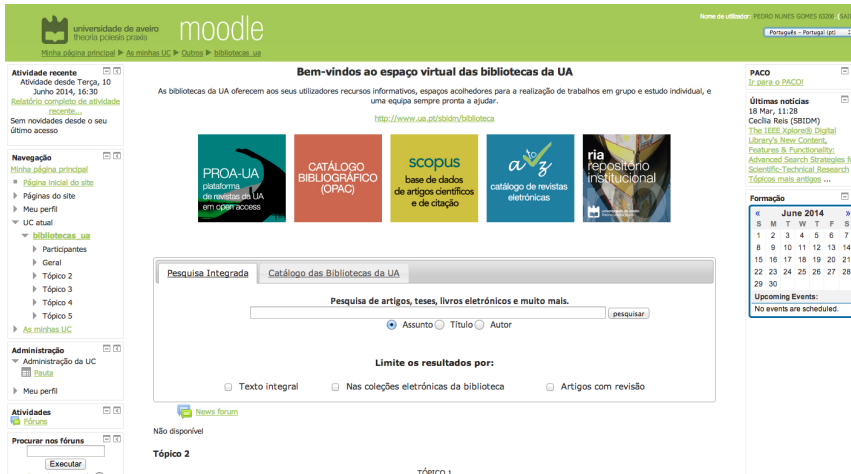 universidade de aveiro
theoria poiesis praxis
moodle
Nome de utilizador: PEDRO NUNES GOMES 63206
Português - Portugal (pt)
Minha página principal ▶ As minhas UC ▶ Outros ▶ bibliotecas_ua
Atividade recente
Atividade desde Terça, 10
Junho 2014, 16:30
Relatório completo de atividade
recente...
Sem novidades desde o seu
último acesso
Navegação
Minha página principal
Página inicial do site
Páginas do site
Meu perfil
UC atual
bibliotecas_ua
Participantes
Geral
Tópico 2
Tópico 3
Tópico 4
Tópico 5
As minhas UC
Administração
Administração da UC
Pauta
Meu perfil
Atividades
Fóruns
Procurar nos fóruns
Executar
Bem-vindos ao espaço virtual das bibliotecas da UA
As bibliotecas da UA oferecem aos seus utilizadores recursos informativos, espaços acolhedores para a realização de trabalhos em grupo e estudo individual, e
uma equipa sempre pronta a ajudar.
http://www.ua.pt/sbidm/biblioteca
PROA-UA
plataforma
de revistas da UA
em open access
CATÁLOGO
BIBLIOGRÁFICO
(OPAC)
scopus
base de dados
de artigos científicos
e de citação
a to z
catálogo de revistas
eletrónicas
ria
repositório
institucional
Pesquisa Integrada
Catálogo das Bibliotecas da UA
Pesquisa de artigos, teses, livros eletrónicos e muito mais.
pesquisar
Assunto Título Autor
Limite os resultados por:
Texto integral Nas coleções eletrónicas da biblioteca Artigos com revisão
News forum
Não disponível
Tópico 2
TÓPICO 1
PACO
Ir para o PACO!
Últimas notícias
18 Mar, 11:28
Cecília Reis (SBIDM)
The IEEE Xplore® Digital
Library's New Content,
Features & Functionality:
Advanced Search Strategies
Scientific-Technical Research
Tópicos mais antigos ...
Formação
« June 2014 »
S M T W T F S
1 2 3 4 5 6 7
8 9 10 11 12 13 14
15 16 17 18 19 20 21
22 23 24 25 26 27 28
29 30
Upcoming Events:
No events are scheduled.